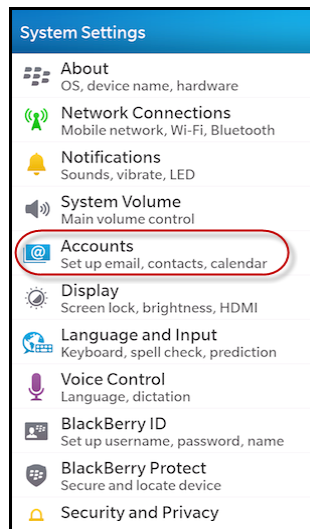 System Settings
About
OS, device name, hardware
Network Connections
Mobile network, Wi-Fi, Bluetooth
Notifications
Sounds, vibrate, LED
System Volume
Main volume control
Accounts
Set up email, contacts, calendar
Display
Screen lock, brightness, HDMI
Language and Input
Keyboard, spell check, prediction
Voice Control
Language, dictation
BlackBerry ID
Set up username, password, name
BlackBerry Protect
Secure and locate device
Security and Privacy